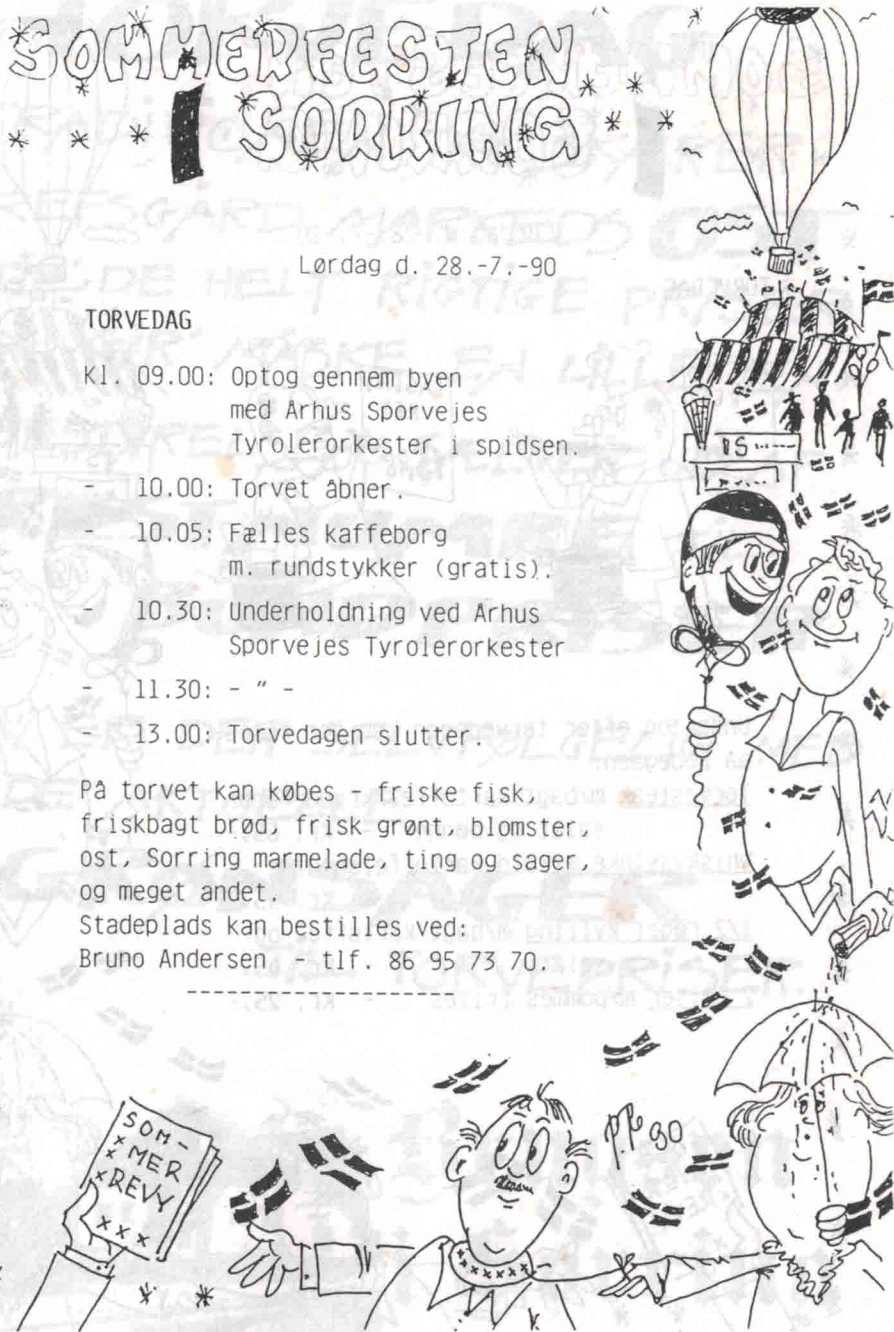 SOMMERFESTEN
I SORRING
Lørdag d. 28.-7.-90
TORVEDAG
Kl. 09.00: Optog gennem byen
med Århus Sporvejes
Tyrolerorkester i spidsen.
- 10.00: Torvet åbner.
- 10.05: Fælles kaffeborg
m. rundstykker (gratis).
- 10.30: Underholdning ved Århus
Sporvejes Tyrolerorkester
- 11.30: - " -
- 13.00: Torvedagen slutter.
På torvet kan købes - friske fisk,
friskbagt brød, frisk grønt, blomster,
ost, Sorring marmelade, ting og sager,
og meget andet.
Stadeplads kan bestilles ved:
Bruno Andersen - tlf. 86 95 73 70.
SOM-
MER
REVY